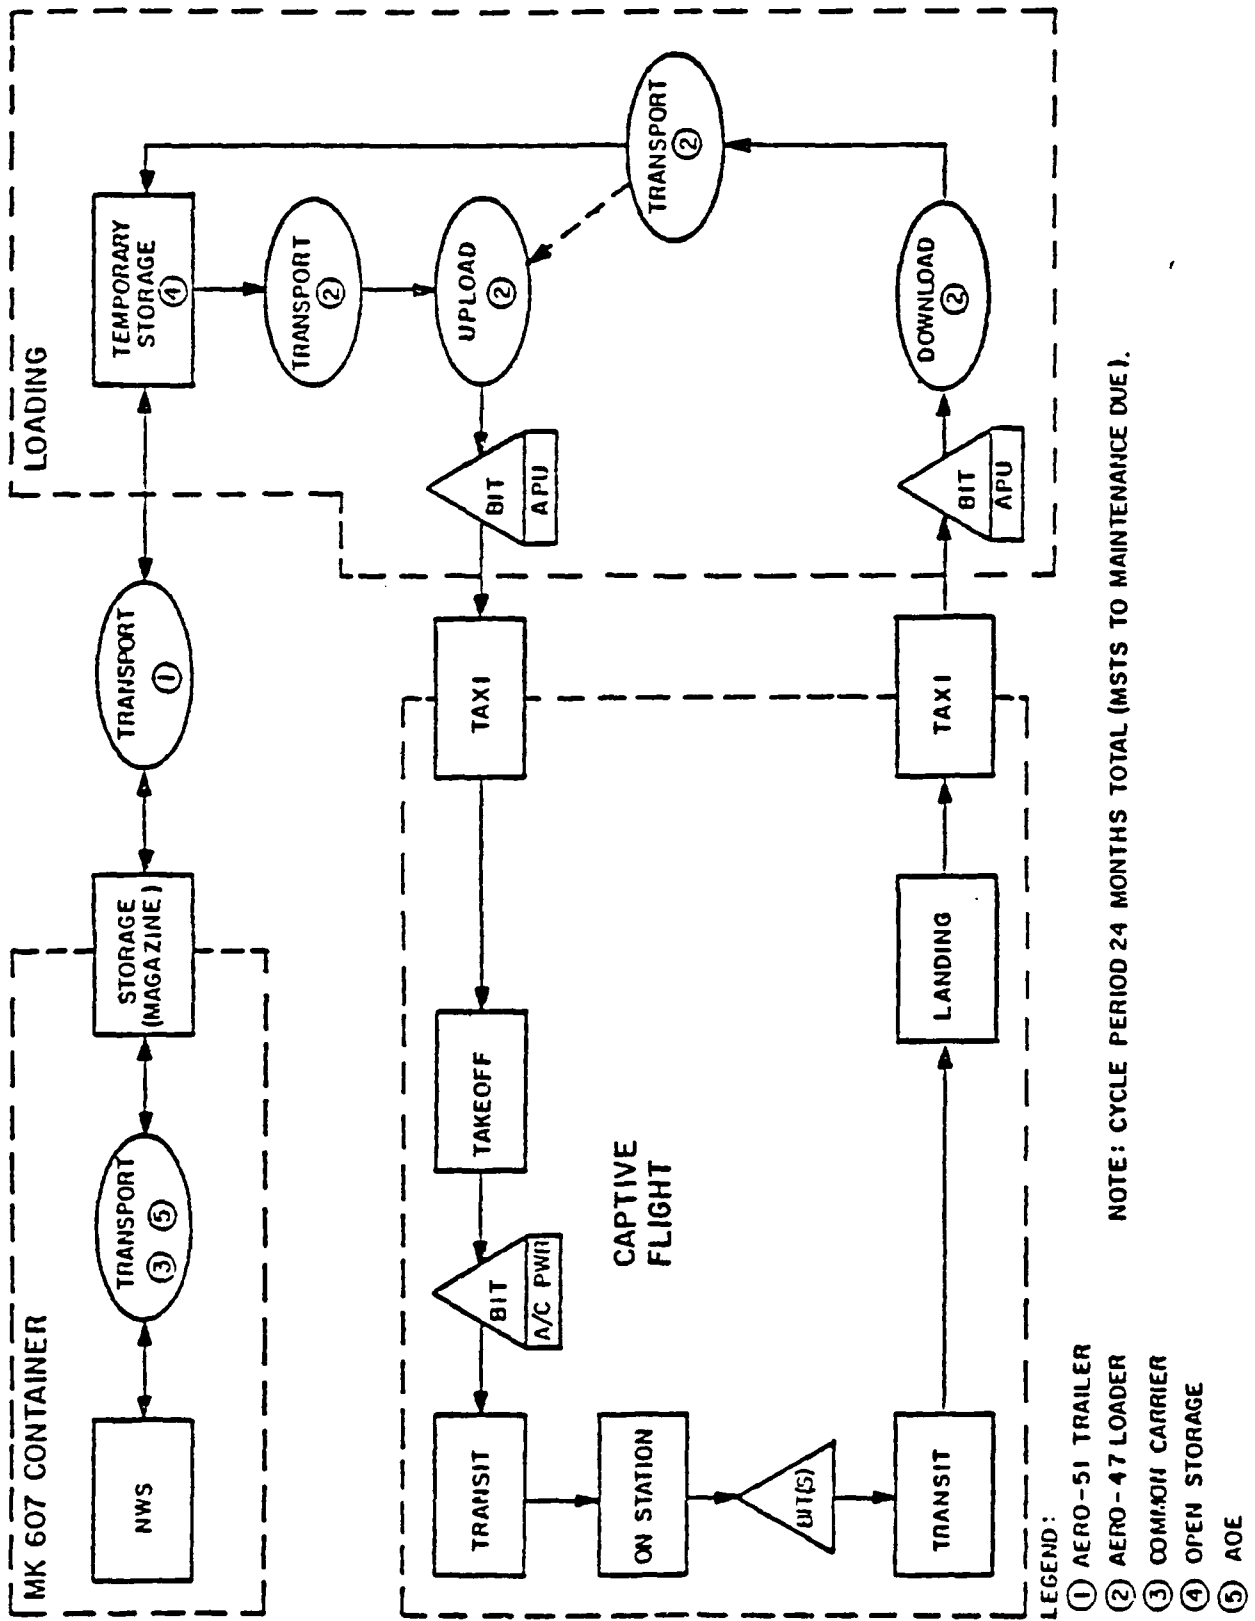 MK 607 CONTAINER
NWS
TRANSPORT
③ ⑤
STORAGE
(MAGAZINE)
TRANSPORT
①
LOADING
TEMPORARY
STORAGE
④
TRANSPORT
②
UPLOAD
②
TRANSPORT
②
DOWNLOAD
②
BIT
APU
BIT
APU
TAXI
TAKEOFF
BIT
A/C PWR
TRANSIT
ON STATION
BIT(S)
TRANSIT
LANDING
TAXI
CAPTIVE
FLIGHT
LEGEND:
① AERO-51 TRAILER
② AERO-47 LOADER
③ COMMON CARRIER
④ OPEN STORAGE
⑤ AOE
NOTE: CYCLE PERIOD 24 MONTHS TOTAL (MSTS TO MAINTENANCE DUE).